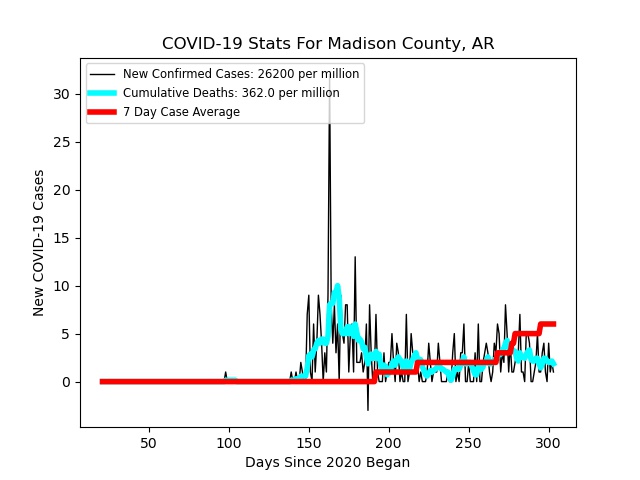 COVID-19 Stats For Madison County, AR
New Confirmed Cases: 26200 per million
Cumulative Deaths: 362.0 per million
7 Day Case Average
New COVID-19 Cases
30
25
20
15
10
5
0
50 100 150 200 250 300
Days Since 2020 Began